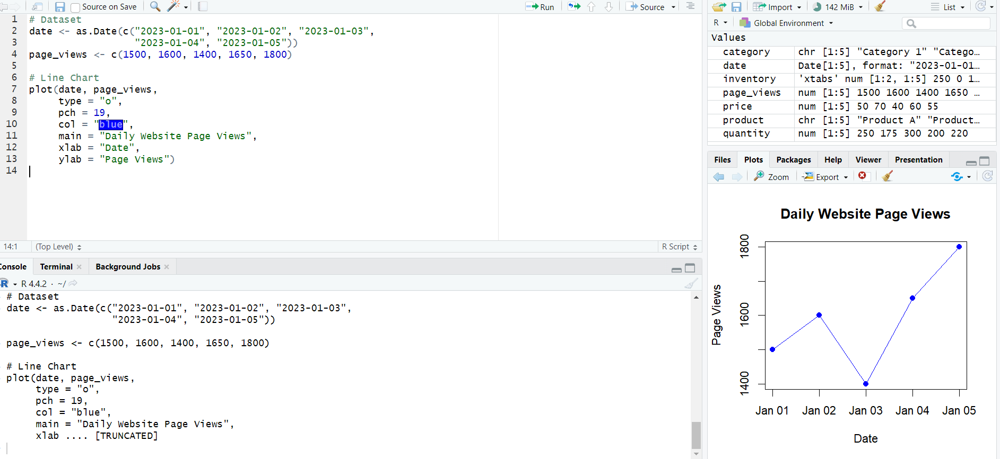 Source on Save
Run
Source
1 # Dataset
2 date <- as.Date(c("2023-01-01", "2023-01-02", "2023-01-03",
3 "2023-01-04", "2023-01-05"))
4 page_views <- c(1500, 1600, 1400, 1650, 1800)
5
6 # Line Chart
7 plot(date, page_views,
8 type = "o",
9 pch = 19,
10 col = "blue",
11 main = "Daily Website Page Views",
12 xlab = "Date",
13 ylab = "Page Views")
14
14:1 (Top Level) R Script
Console Terminal Background Jobs
R R 4.4.2 · ~/
# Dataset
date <- as.Date(c("2023-01-01", "2023-01-02", "2023-01-03",
"2023-01-04", "2023-01-05"))
page_views <- c(1500, 1600, 1400, 1650, 1800)
# Line Chart
plot(date, page_views,
type = "o",
pch = 19,
col = "blue",
main = "Daily Website Page Views",
xlab .... [TRUNCATED]
Import 142 MiB List
R Global Environment
Values
category chr [1:5] "Category 1" "Catego…
date Date[1:5], format: "2023-01-01…
inventory 'xtabs' num [1:2, 1:5] 250 0 1…
page_views num [1:5] 1500 1600 1400 1650 …
price num [1:5] 50 70 40 60 55
product chr [1:5] "Product A" "Product…
quantity num [1:5] 250 175 300 200 220
Files Plots Packages Help Viewer Presentation
Zoom Export
Daily Website Page Views
Page Views
1800
1600
1400
Jan 01 Jan 02 Jan 03 Jan 04 Jan 05
Date